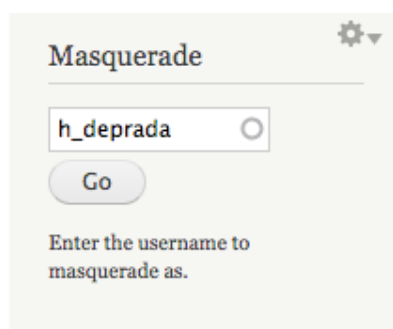 Masquerade
h_deprada
Go
Enter the username to
masquerade as.